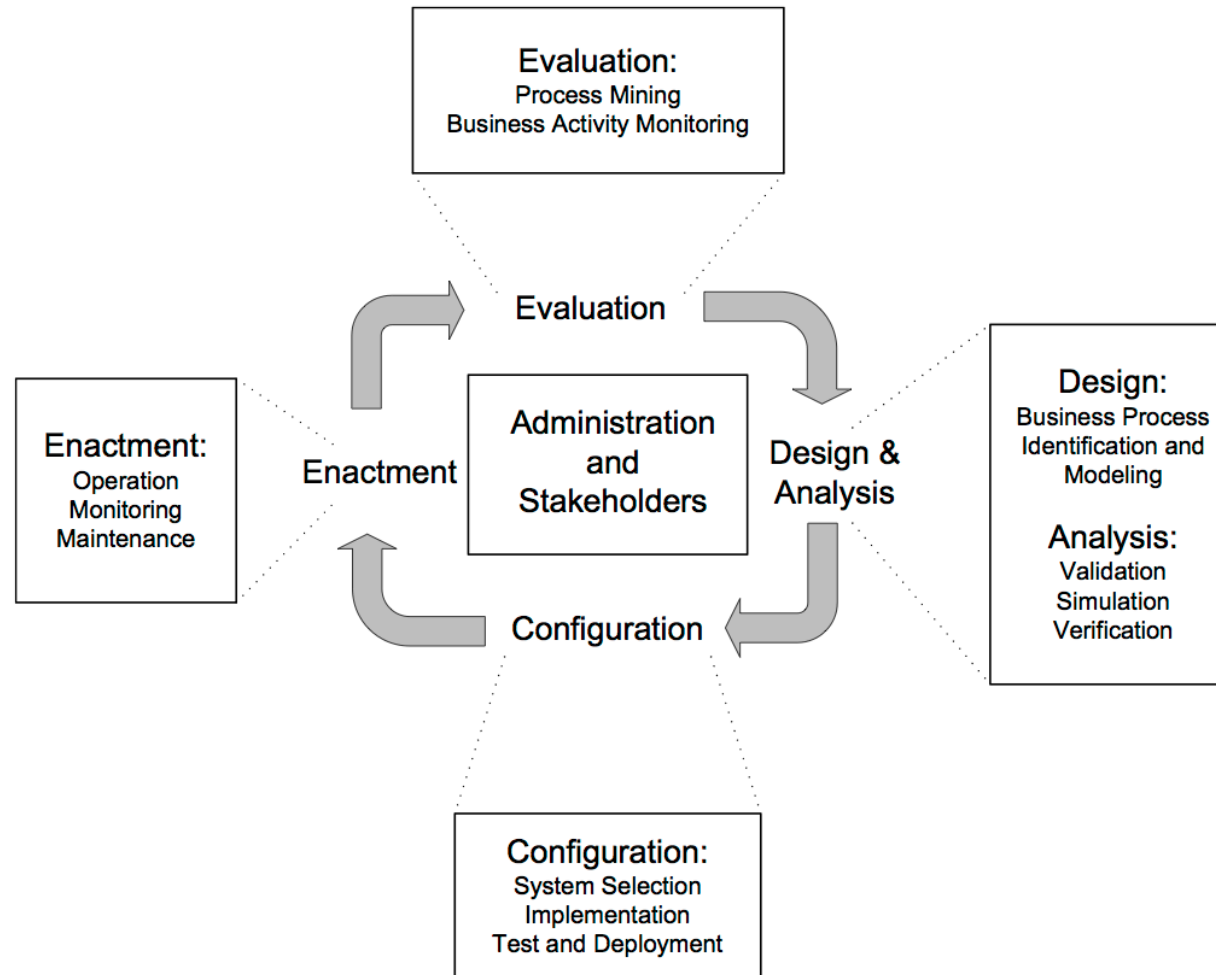 Evaluation:
Process Mining
Business Activity Monitoring
Evaluation
Enactment:
Operation
Monitoring
Maintenance
Enactment
Administration
and
Stakeholders
Design &
Analysis
Design:
Business Process
Identification and
Modeling
Analysis:
Validation
Simulation
Verification
Configuration
Configuration:
System Selection
Implementation
Test and Deployment